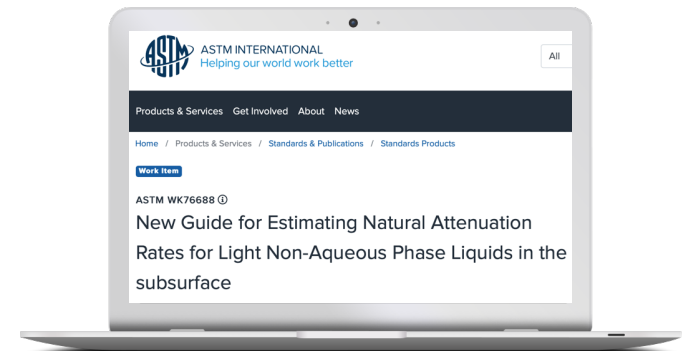 ASTM
ASTM INTERNATIONAL
Helping our world work better
All
Products & Services Get Involved About News
Home / Products & Services / Standards & Publications / Standards Products
Work Item
ASTM WK76688
New Guide for Estimating Natural Attenuation
Rates for Light Non-Aqueous Phase Liquids in the
subsurface